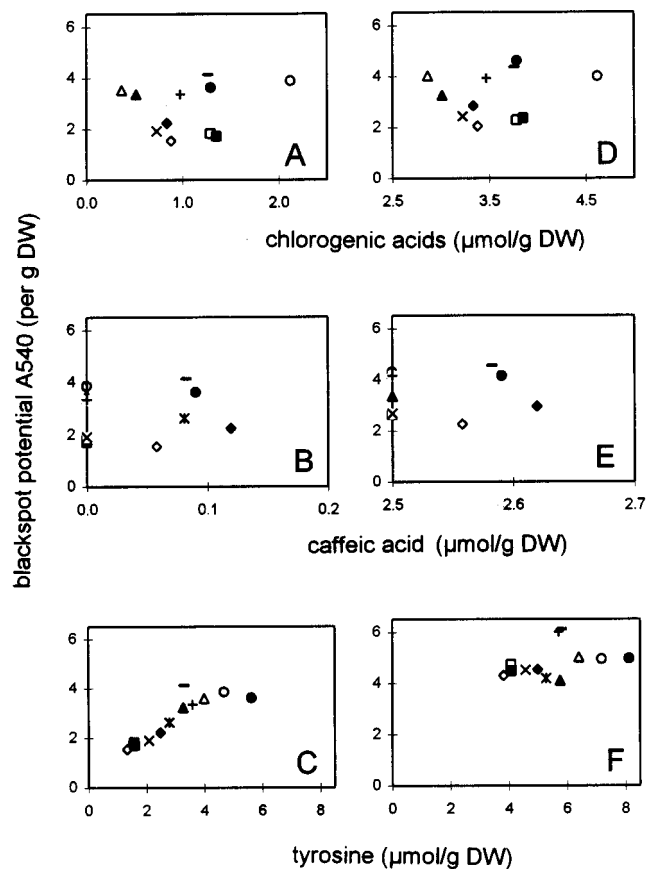 blackspot potential A540 (per g DW)
6
4
2
0
0.0 1.0 2.0
A
6
4
2
0
2.5 3.5 4.5
D
chlorogenic acids (µmol/g DW)
6
4
2
0
0.0 0.1 0.2
B
6
4
2
0
2.5 2.6 2.7
E
caffeic acid (µmol/g DW)
6
4
2
0
0 2 4 6 8
C
6
4
2
0
0 2 4 6 8
F
tyrosine (µmol/g DW)